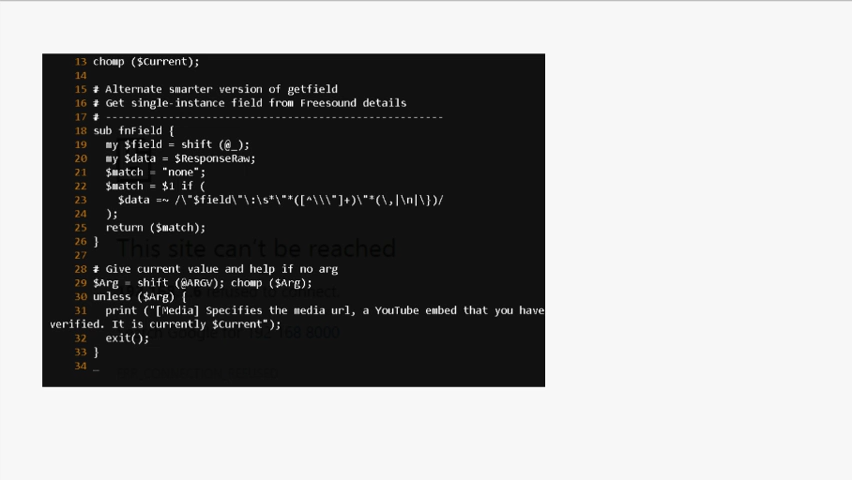 13 chomp ($Current);
14
15 # Alternate smarter version of getfield
16 # Get single-instance field from Freesound details
17 # -----------------------------------------------------
18 sub fnField {
19   my $field = shift (@_);
20   my $data = $ResponseRaw;
21   $match = "none";
22   $match = $1 if (
23     $data =~ /\"$field\"\:\s*\"*([^\\\"]+)\"*(\,|\n|\})/
24   );
25   return ($match);
26 }
This site can't be reached
27
28 # Give current value and help if no arg
29 $Arg = shift (@ARGV); chomp ($Arg);
30 unless ($Arg) {
refused to connect
31   print ("[Media] Specifies the media url, a YouTube embed that you have
verified. It is currently $Current");
32   exit();
33 }
34 _